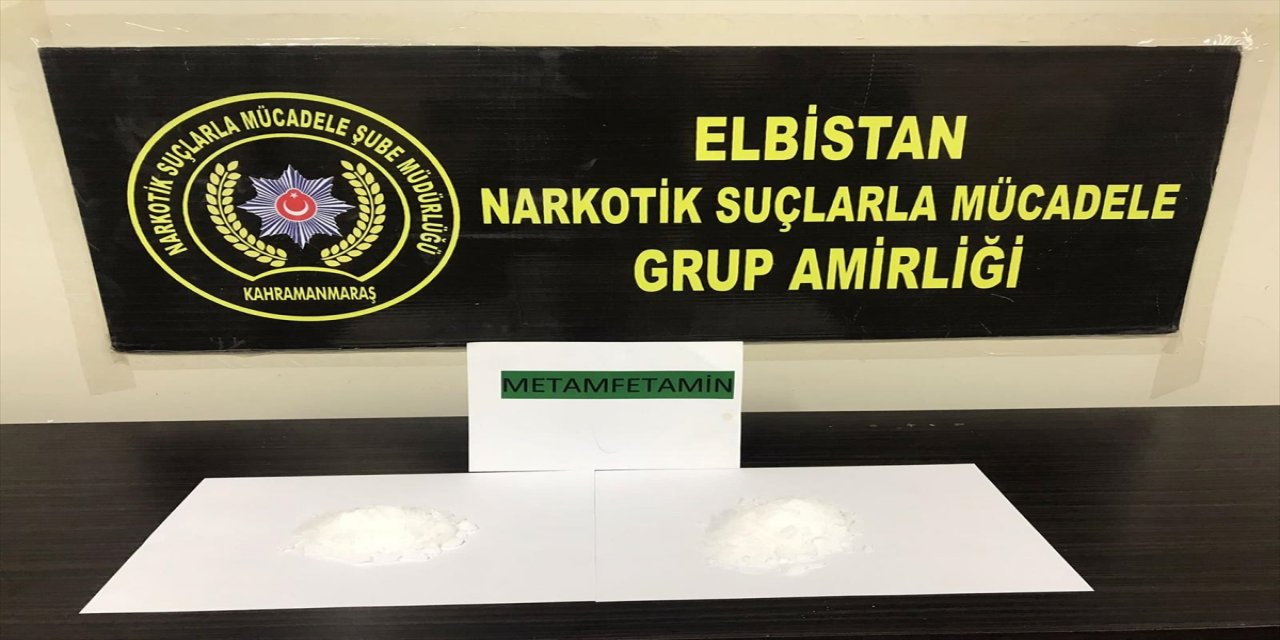 NARKOTİK SUÇLARLA MÜCADELE ŞUBE MÜDÜRLÜĞÜ
KAHRAMANMARAŞ
ELBİSTAN
NARKOTİK SUÇLARLA MÜCADELE
GRUP AMİRLİĞİ
METAMFETAMİN